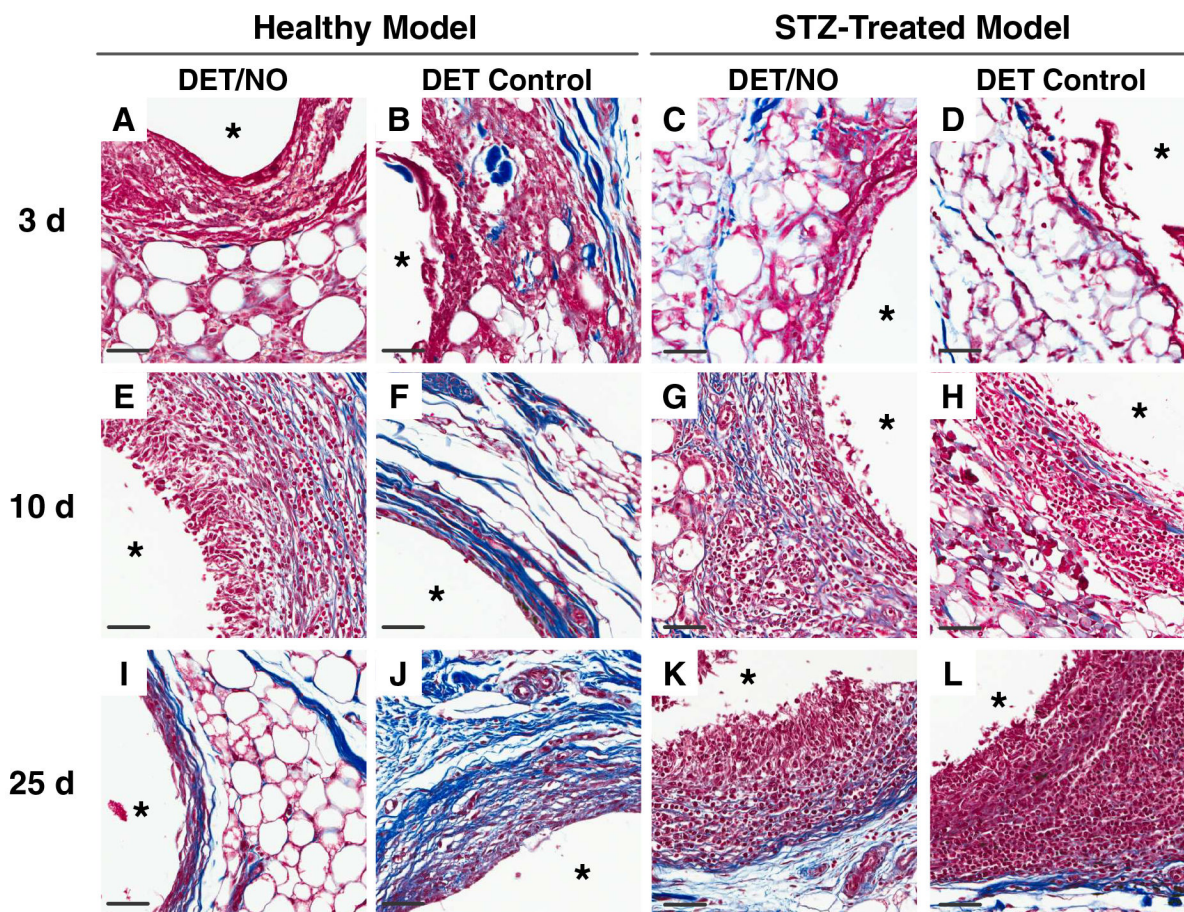 Healthy Model STZ-Treated Model
DET/NO DET Control DET/NO DET Control
A B C D
* * * *
3 d
E F G H
* * * *
10 d
I J K L
* * * *
25 d